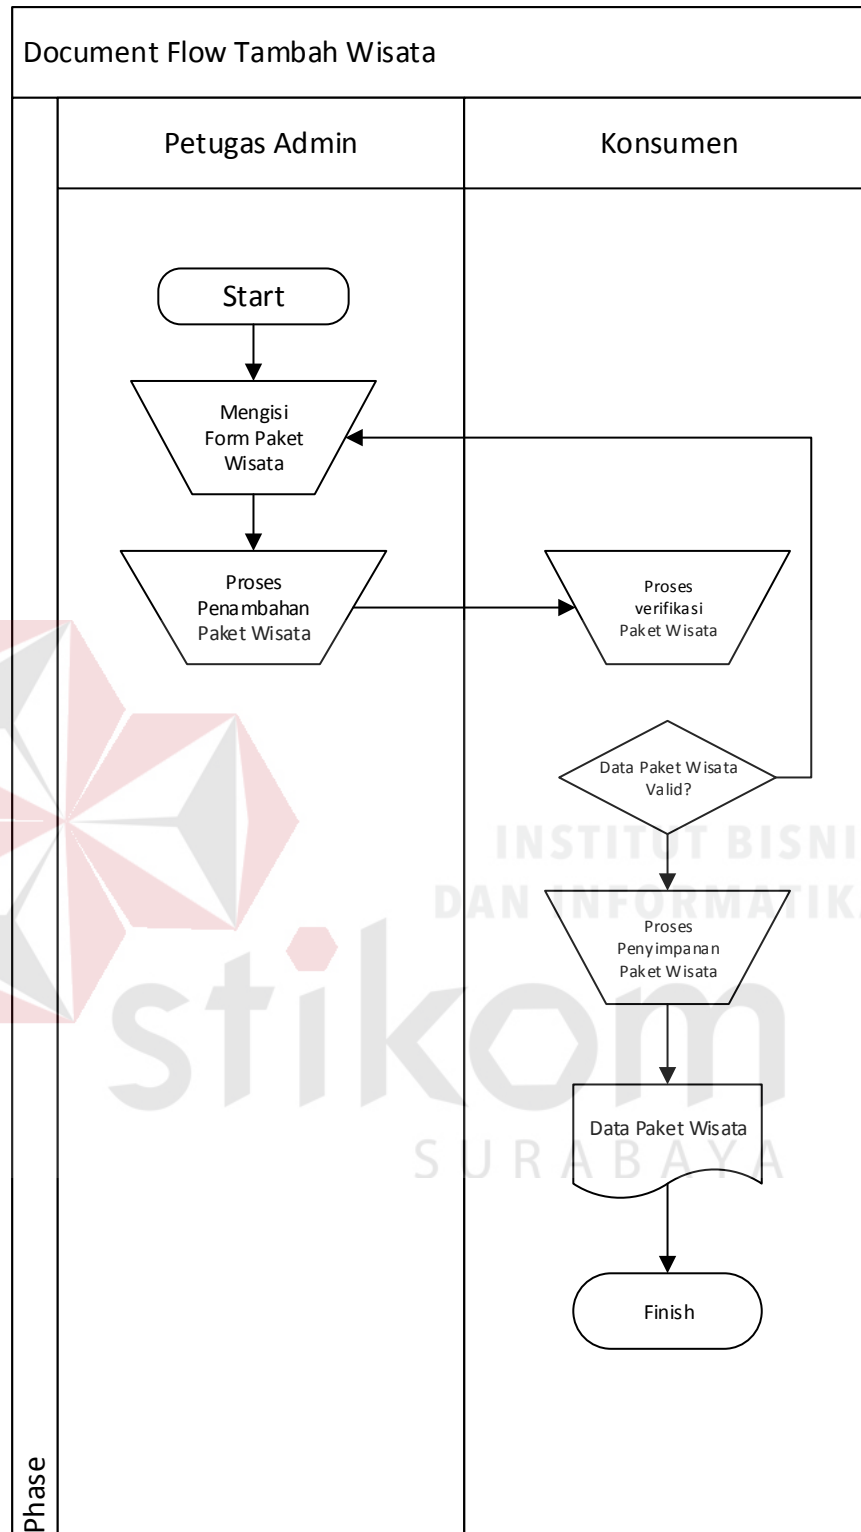 Document Flow Tambah Wisata
Petugas Admin
Konsumen
Start
Mengisi
Form Paket
Wisata
Proses
Penambahan
Paket Wisata
Proses
verifikasi
Paket Wisata
Data Paket Wisata
Valid?
INSTITUT BISNI
DAN INFORMATIKA
Proses
Penyimpanan
Paket Wisata
stikom
Data Paket Wisata
SURABAYA
Finish
Phase